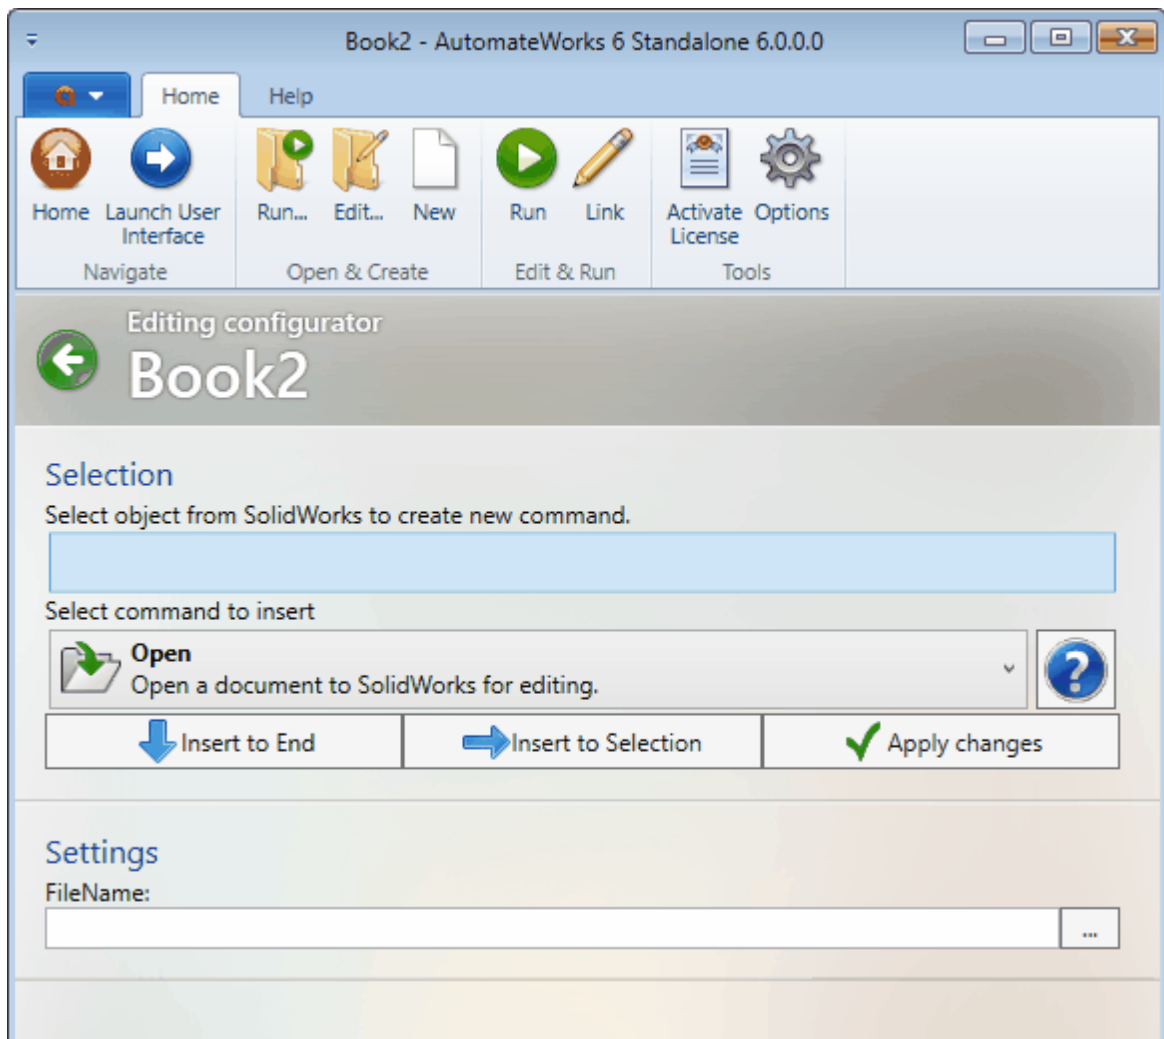 Book2 - AutomateWorks 6 Standalone 6.0.0.0
Home Help
Home Launch User Interface Run... Edit... New Run Link Activate License Options
Navigate Open & Create Edit & Run Tools
Editing configurator
Book2
Selection
Select object from SolidWorks to create new command.
Select command to insert
Open
Open a document to SolidWorks for editing.
Insert to End Insert to Selection Apply changes
Settings
FileName:
...